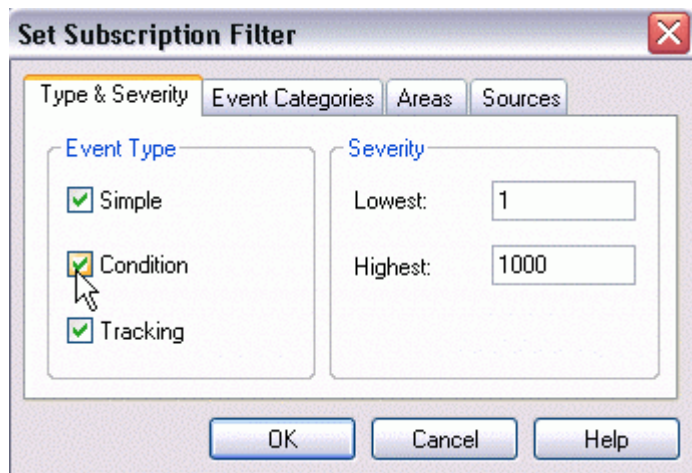 Set Subscription Filter
Type & Severity Event Categories Areas Sources
Event Type
Simple
Condition
Tracking
Severity
Lowest: 1
Highest: 1000
OK Cancel Help